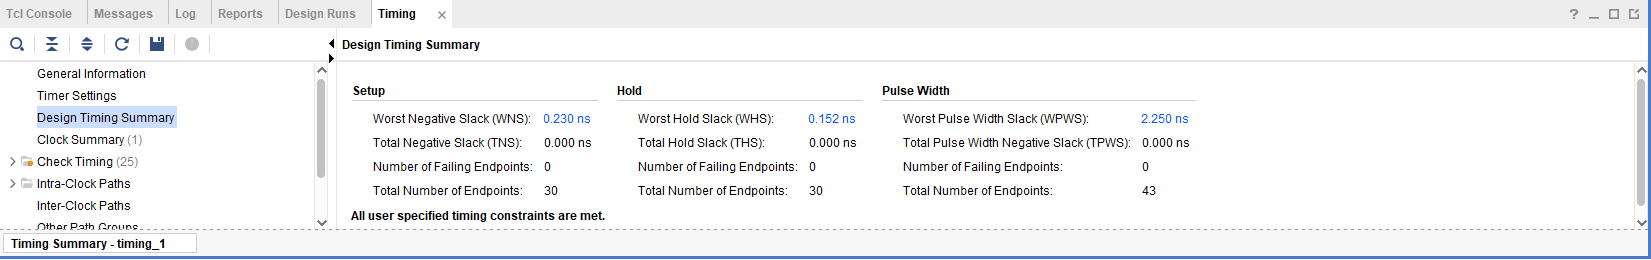 Tcl Console Messages Log Reports Design Runs Timing
Design Timing Summary
General Information
Timer Settings
Design Timing Summary
Clock Summary (1)
Check Timing (25)
Intra-Clock Paths
Inter-Clock Paths
Other Path Groups
Setup Hold Pulse Width
Worst Negative Slack (WNS): 0.230 ns Worst Hold Slack (WHS): 0.152 ns Worst Pulse Width Slack (WPWS): 2.250 ns
Total Negative Slack (TNS): 0.000 ns Total Hold Slack (THS): 0.000 ns Total Pulse Width Negative Slack (TPWS): 0.000 ns
Number of Failing Endpoints: 0 Number of Failing Endpoints: 0 Number of Failing Endpoints: 0
Total Number of Endpoints: 30 Total Number of Endpoints: 30 Total Number of Endpoints: 43
All user specified timing constraints are met.
Timing Summary - timing_1